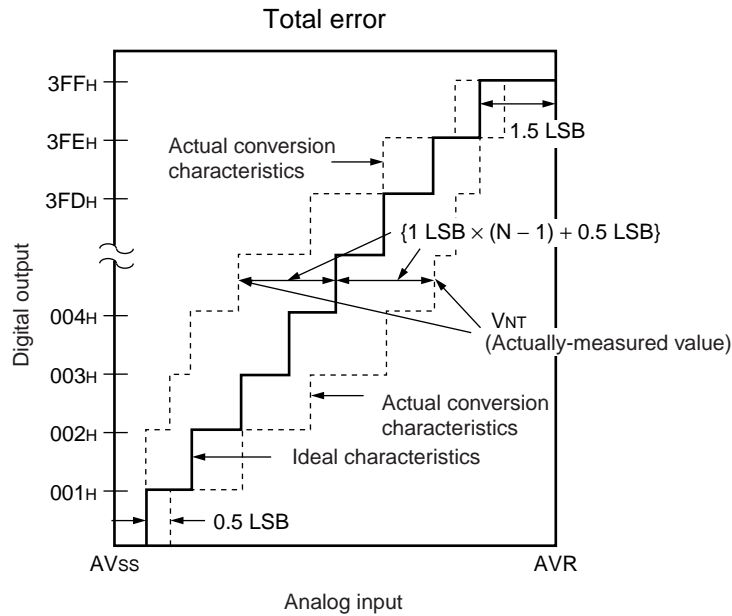 Total error
3FFH
3FEH
3FDH
004H
003H
002H
001H
Digital output
Actual conversion
characteristics
1.5 LSB
{1 LSB × (N − 1) + 0.5 LSB}
VNT
(Actually-measured value)
Actual conversion
characteristics
Ideal characteristics
0.5 LSB
AVSS
AVR
Analog input